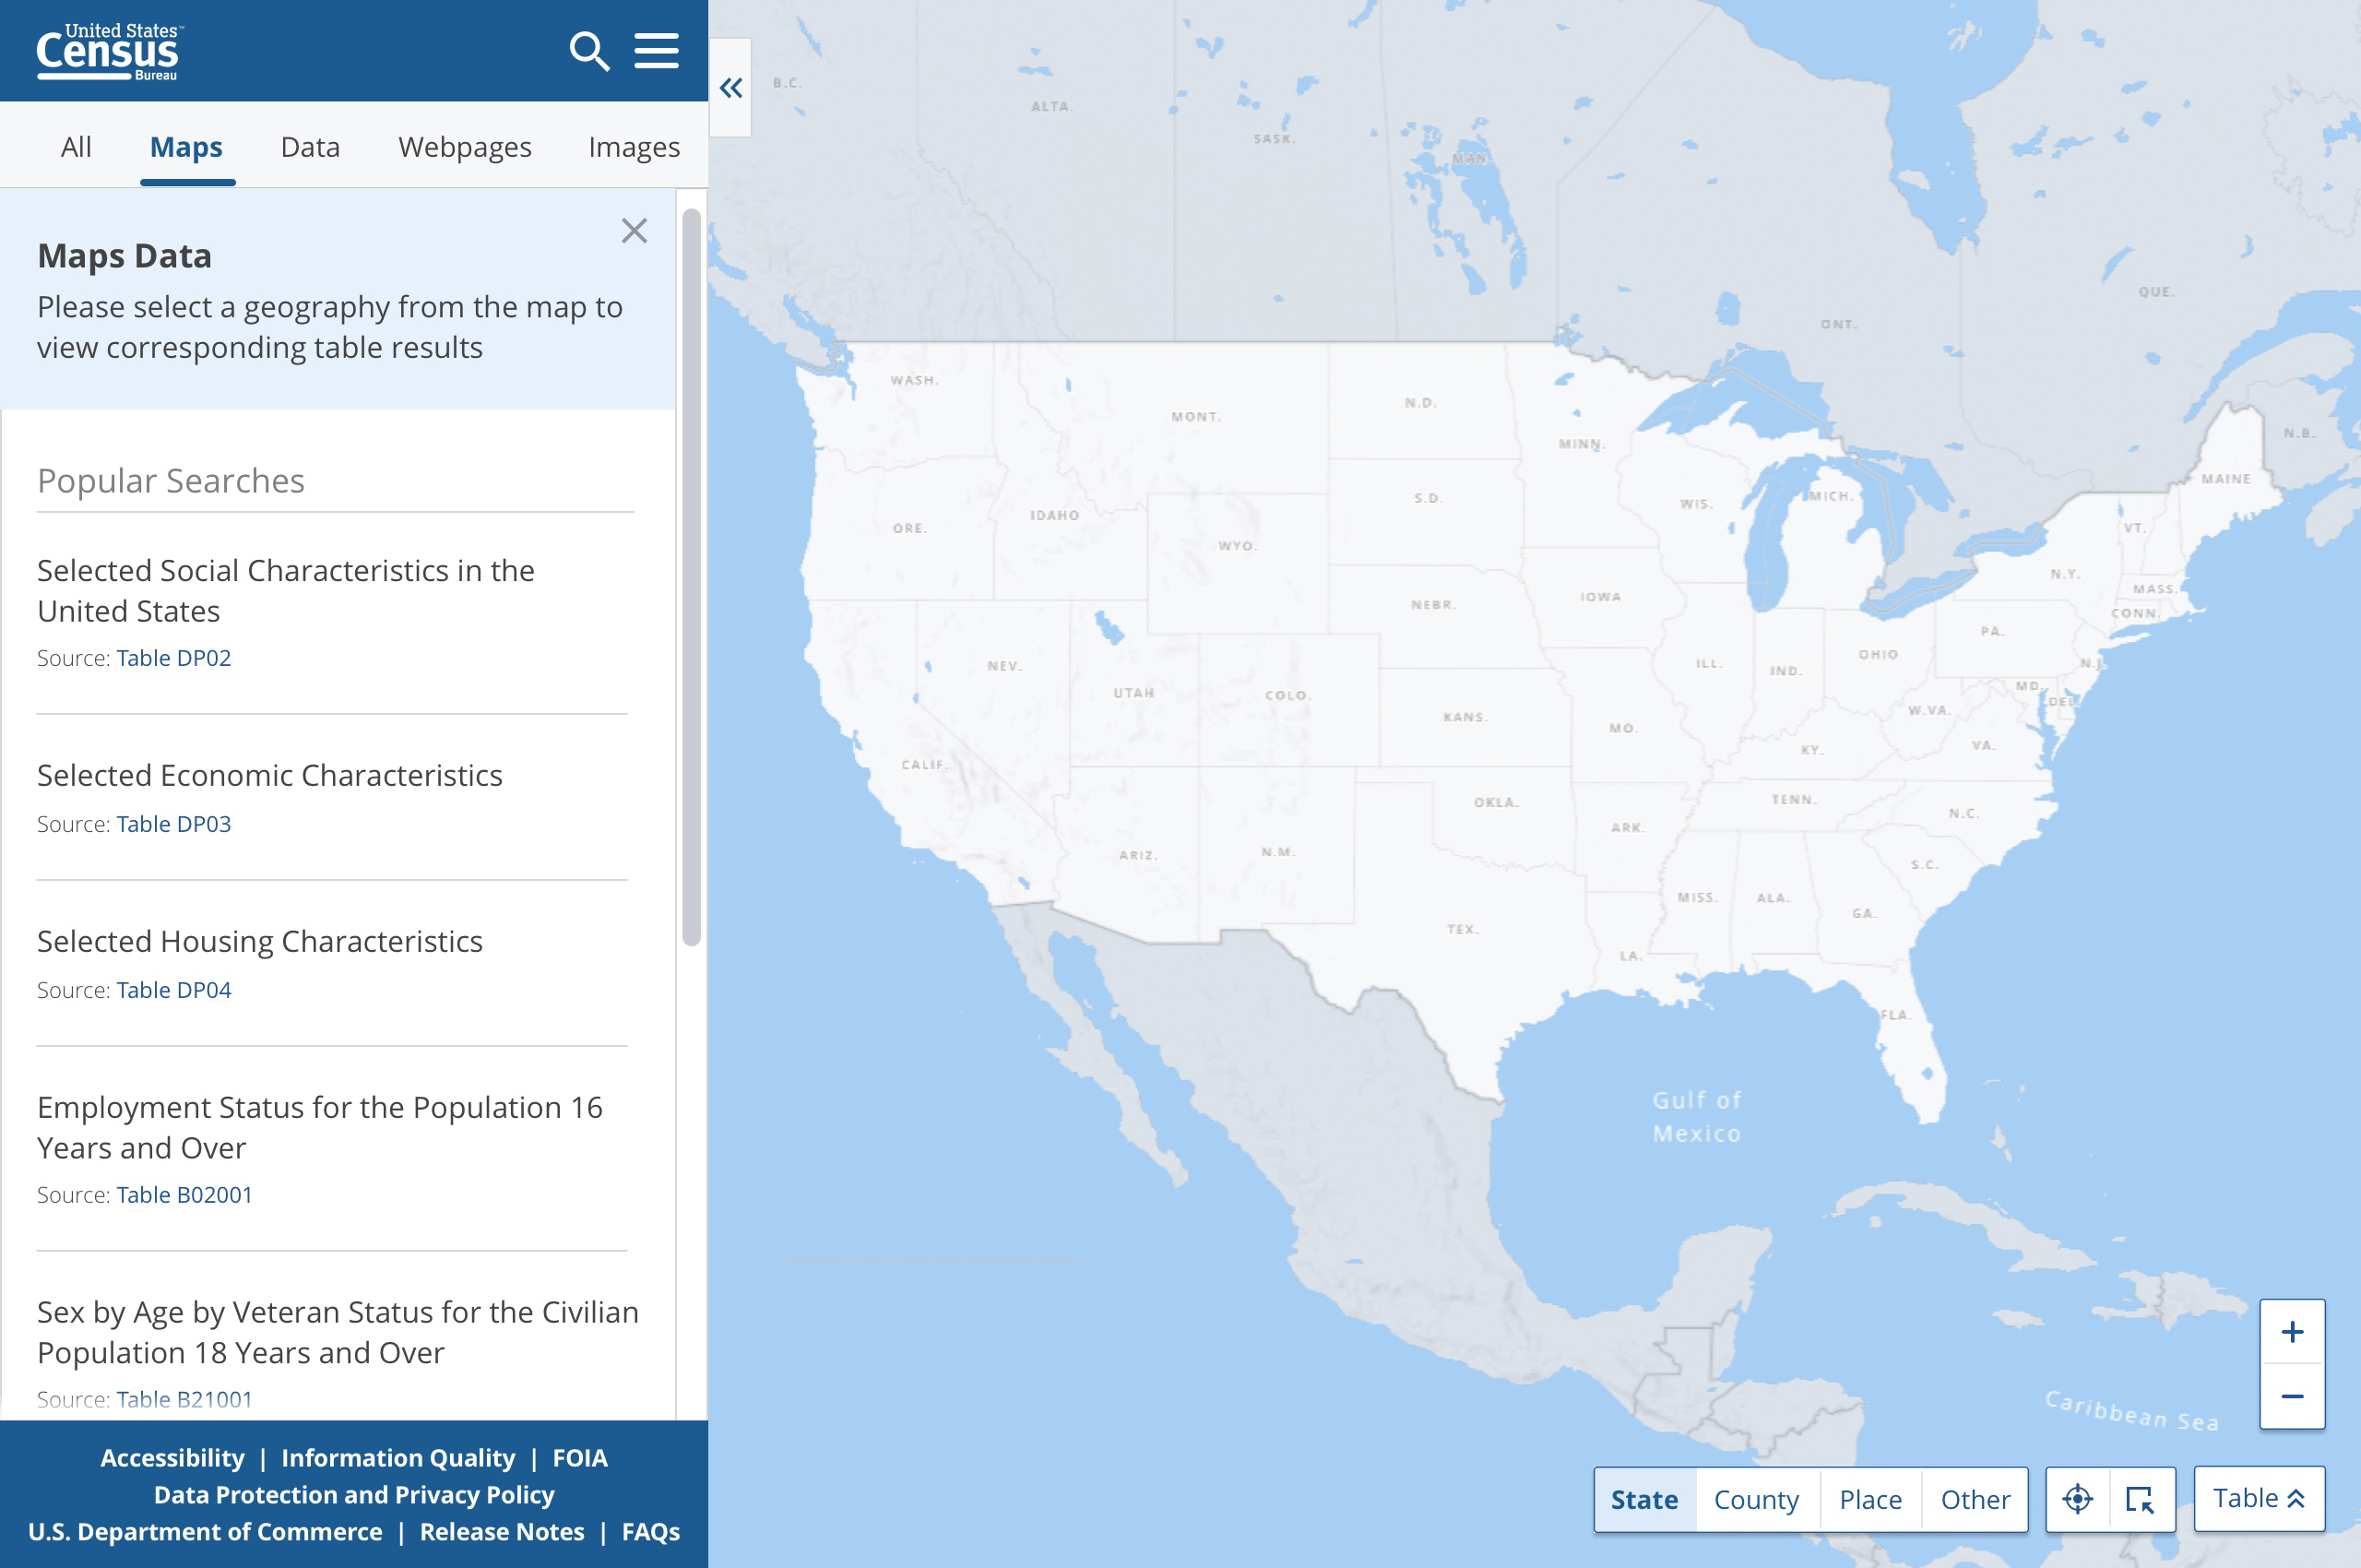 United States™
Census
Bureau
All Maps Data Webpages Images
Maps Data
Please select a geography from the map to
view corresponding table results
Popular Searches
Selected Social Characteristics in the
United States
Source: Table DP02
Selected Economic Characteristics
Source: Table DP03
Selected Housing Characteristics
Source: Table DP04
Employment Status for the Population 16
Years and Over
Source: Table B02001
Sex by Age by Veteran Status for the Civilian
Population 18 Years and Over
Source: Table B21001
Accessibility | Information Quality | FOIA
Data Protection and Privacy Policy
U.S. Department of Commerce | Release Notes | FAQs
B.C.
ALTA.
SASK.
MAN.
ONT.
QUE.
N.B.
WASH.
MONT.
N.D.
MINN.
MAINE
ORE.
IDAHO
WYO.
S.D.
WIS.
MICH.
VT.
N.Y.
MASS.
CONN.
NEBR.
IOWA
PA.
N.J.
NEV.
UTAH
COLO.
KANS.
MO.
ILL.
IND.
OHIO
MD.
DEL.
W.VA.
VA.
KY.
CALIF.
ARIZ.
N.M.
OKLA.
ARK.
TENN.
N.C.
S.C.
TEX.
LA.
MISS.
ALA.
GA.
FLA.
Gulf of
Mexico
Caribbean Sea
+
−
State County Place Other
Table